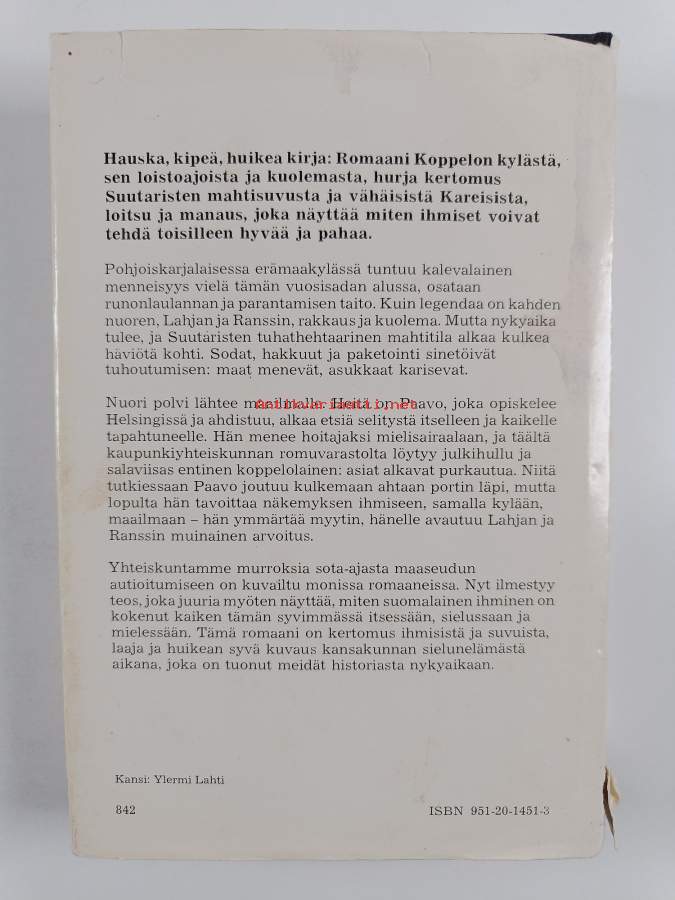 Hauska, kipeä, huikea kirja: Romaani Koppelon kylästä,
sen loistoajoista ja kuolemasta, hurja kertomus
Suutaristen mahtisuvusta ja vähäisistä Kareisista,
loitsu ja manaus, joka näyttää miten ihmiset voivat
tehdä toisilleen hyvää ja pahaa.
Pohjoiskarjalaisessa erämaakylässä tuntuu kalevalainen
menneisyys vielä tämän vuosisadan alussa, osataan
runonlaulannan ja parantamisen taito. Kuin legendaa on kahden
nuoren, Lahjan ja Ranssin, rakkaus ja kuolema. Mutta nykyaika
tulee, ja Suutaristen tuhathehtaarinen mahtitila alkaa kulkea
häviötä kohti. Sodat, hakkuut ja paketointi sinetöivät
tuhoutumisen: maat menevät, asukkaat karisevat.
Nuori polvi lähtee maailmalle. Heitä on Paavo, joka opiskelee
Antikvariaatti.net
Helsingissä ja ahdistuu, alkaa etsiä selitystä itselleen ja kaikelle
tapahtuneelle. Hän menee hoitajaksi mielisairaalaan, ja täältä
kaupunkiyhteiskunnan romuvarastolta löytyy julkihullu ja
salaviisas entinen koppelolainen: asiat alkavat purkautua. Niitä
tutkiessaan Paavo joutuu kulkemaan ahtaan portin läpi, mutta
lopulta hän tavoittaa näkemyksen ihmiseen, samalla kylään,
maailmaan – hän ymmärtää myytin, hänelle avautuu Lahjan ja
Ranssin muinainen arvoitus.
Yhteiskuntamme murroksia sota-ajasta maaseudun
autioitumiseen on kuvailtu monissa romaaneissa. Nyt ilmestyy
teos, joka juuria myöten näyttää, miten suomalainen ihminen on
kokenut kaiken tämän syvimmässä itsessään, sielussaan ja
mielessään. Tämä romaani on kertomus ihmisistä ja suvuista,
laaja ja huikean syvä kuvaus kansakunnan sielunelämästä
aikana, joka on tuonut meidät historiasta nykyaikaan.
Kansi: Ylermi Lahti
842
ISBN 951-20-1451-3